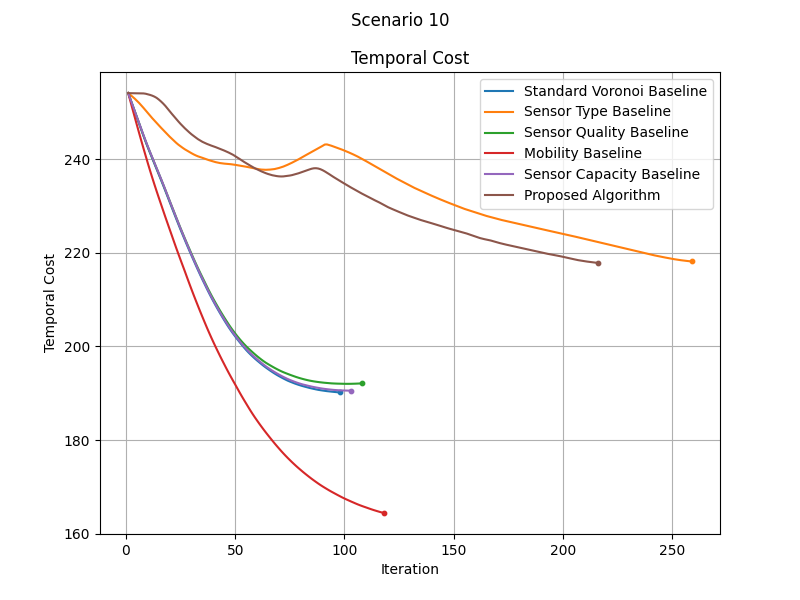 Scenario 10
Temporal Cost
Standard Voronoi Baseline
Sensor Type Baseline
Sensor Quality Baseline
Mobility Baseline
Sensor Capacity Baseline
Proposed Algorithm
Temporal Cost
240
220
200
180
160
0 50 100 150 200 250
Iteration